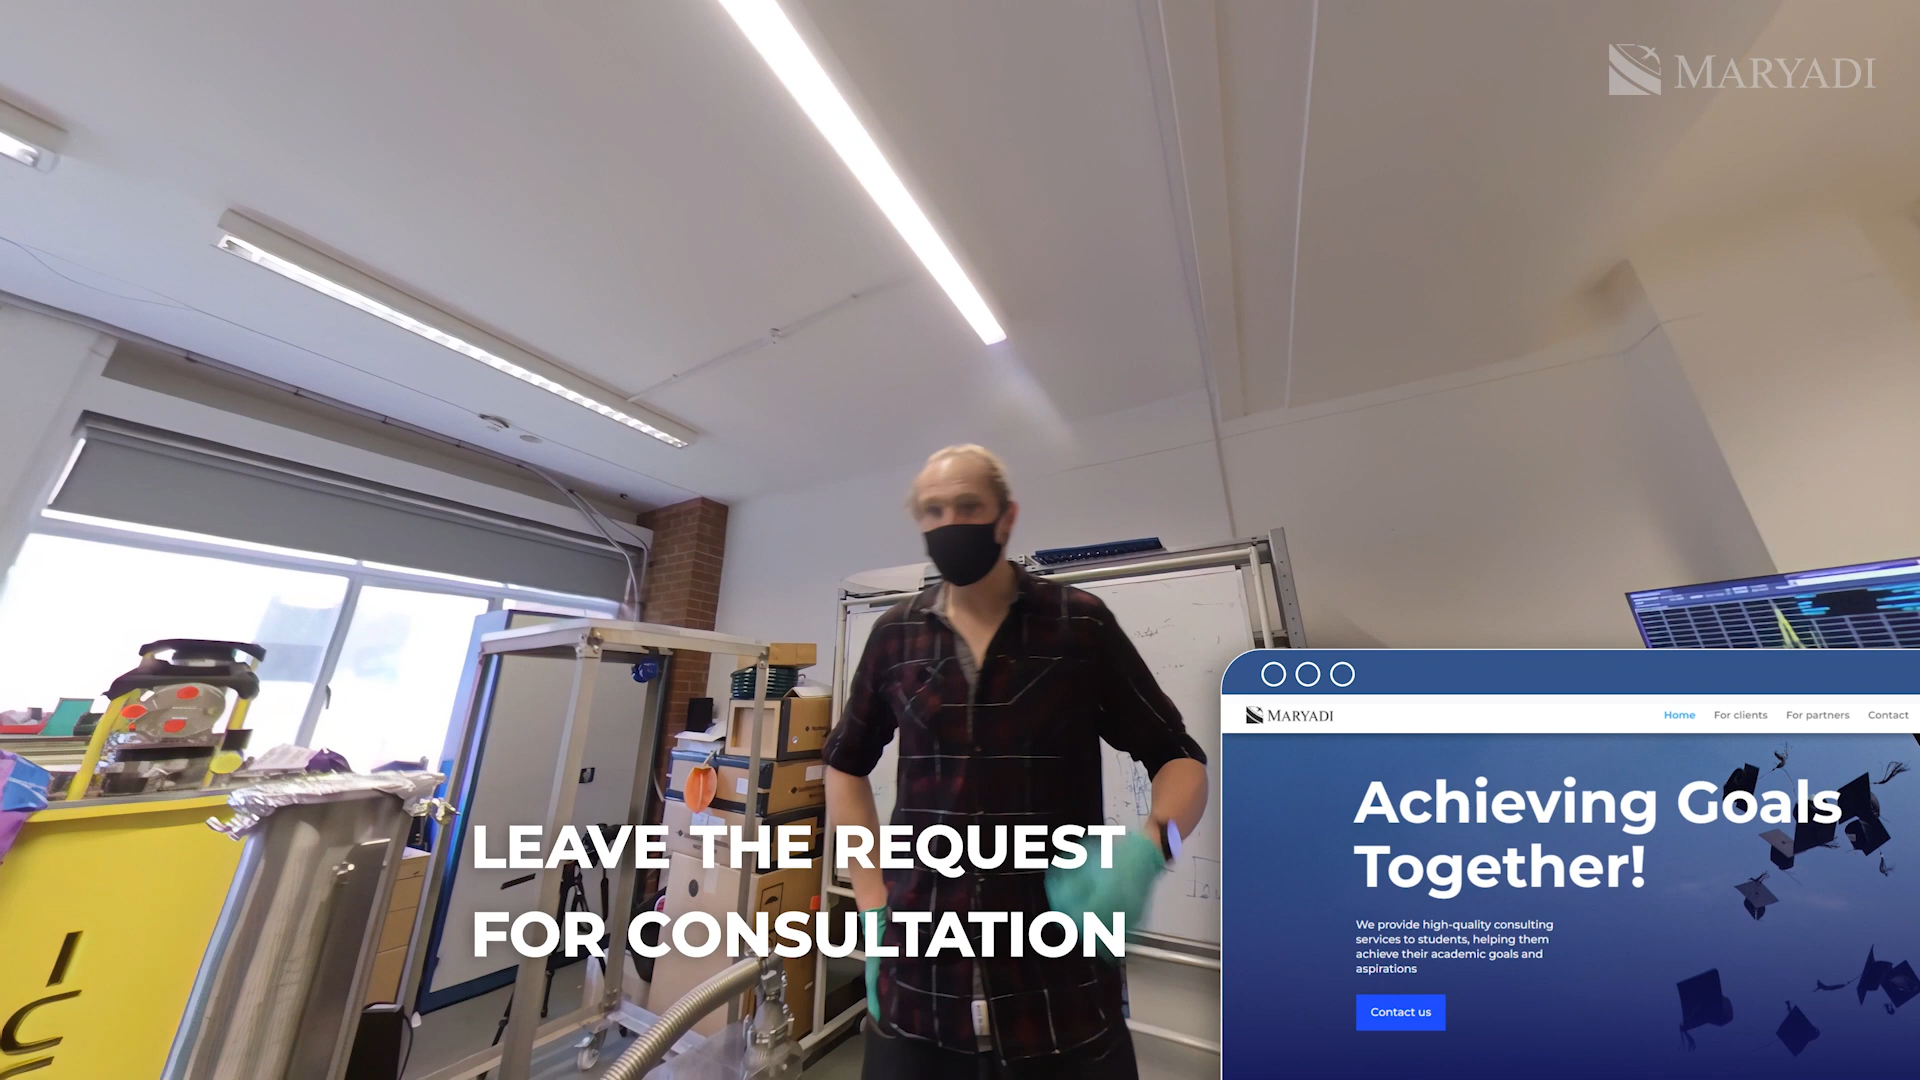 MARYADI
LEAVE THE REQUEST
FOR CONSULTATION
MARYADI
Home For clients For partners Contact
Achieving Goals
Together!
We provide high-quality consulting
services to students, helping them
achieve their academic goals and
aspirations
Contact us